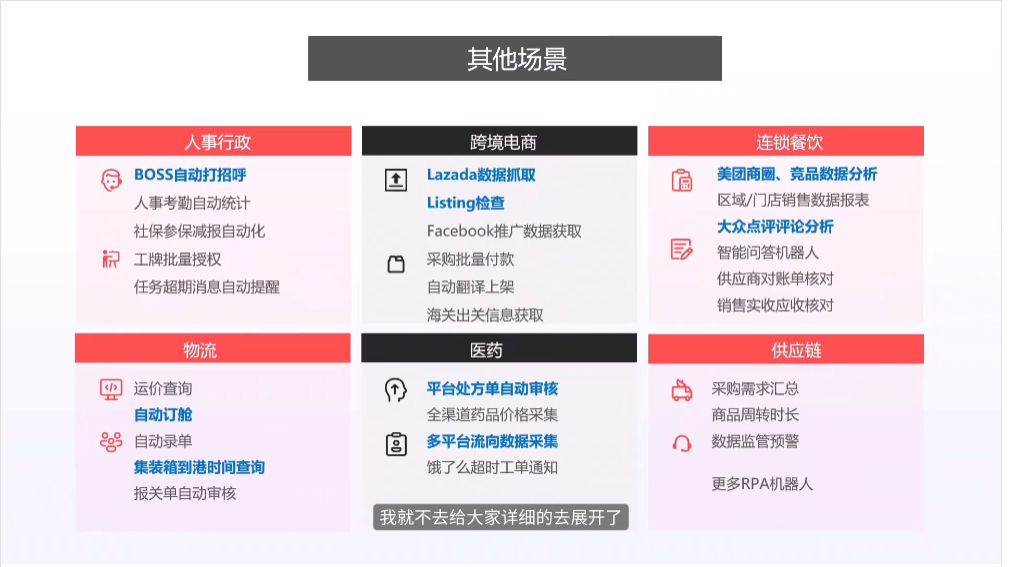 其他场景
人事行政
BOSS自动打招呼
人事考勤自动统计
社保参保减报自动化
工牌批量授权
任务超期消息自动提醒
跨境电商
Lazada数据抓取
Listing检查
Facebook推广数据获取
采购批量付款
自动翻译上架
海关出关信息获取
连锁餐饮
美团商圈、竞品数据分析
区域/门店销售数据报表
大众点评评论分析
智能问答机器人
供应商对账单核对
销售实收应收核对
物流
运价查询
自动订舱
自动录单
集装箱到港时间查询
报关单自动审核
医药
平台处方单自动审核
全渠道药品价格采集
多平台流向数据采集
饿了么超时工单通知
供应链
采购需求汇总
商品周转时长
数据监管预警
更多RPA机器人
我就不去给大家详细的去展开了